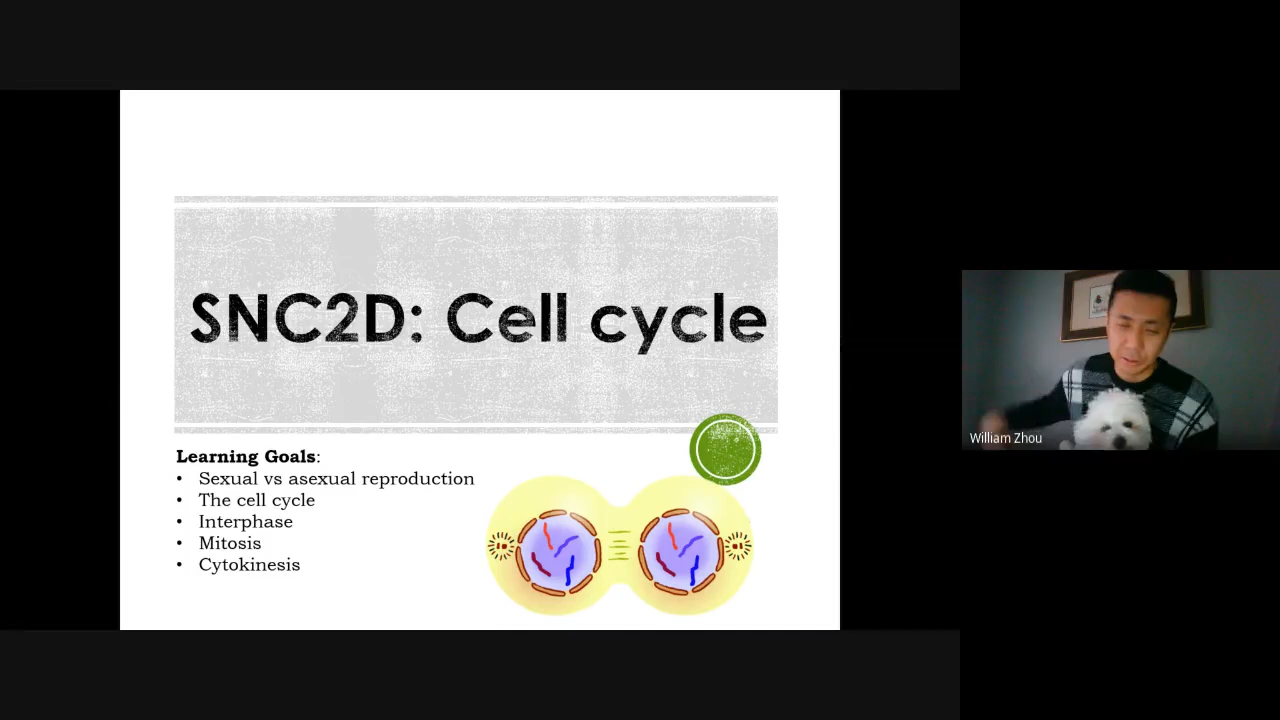 SNC2D: Cell cycle
Learning Goals:
• Sexual vs asexual reproduction
• The cell cycle
• Interphase
• Mitosis
• Cytokinesis
William Zhou